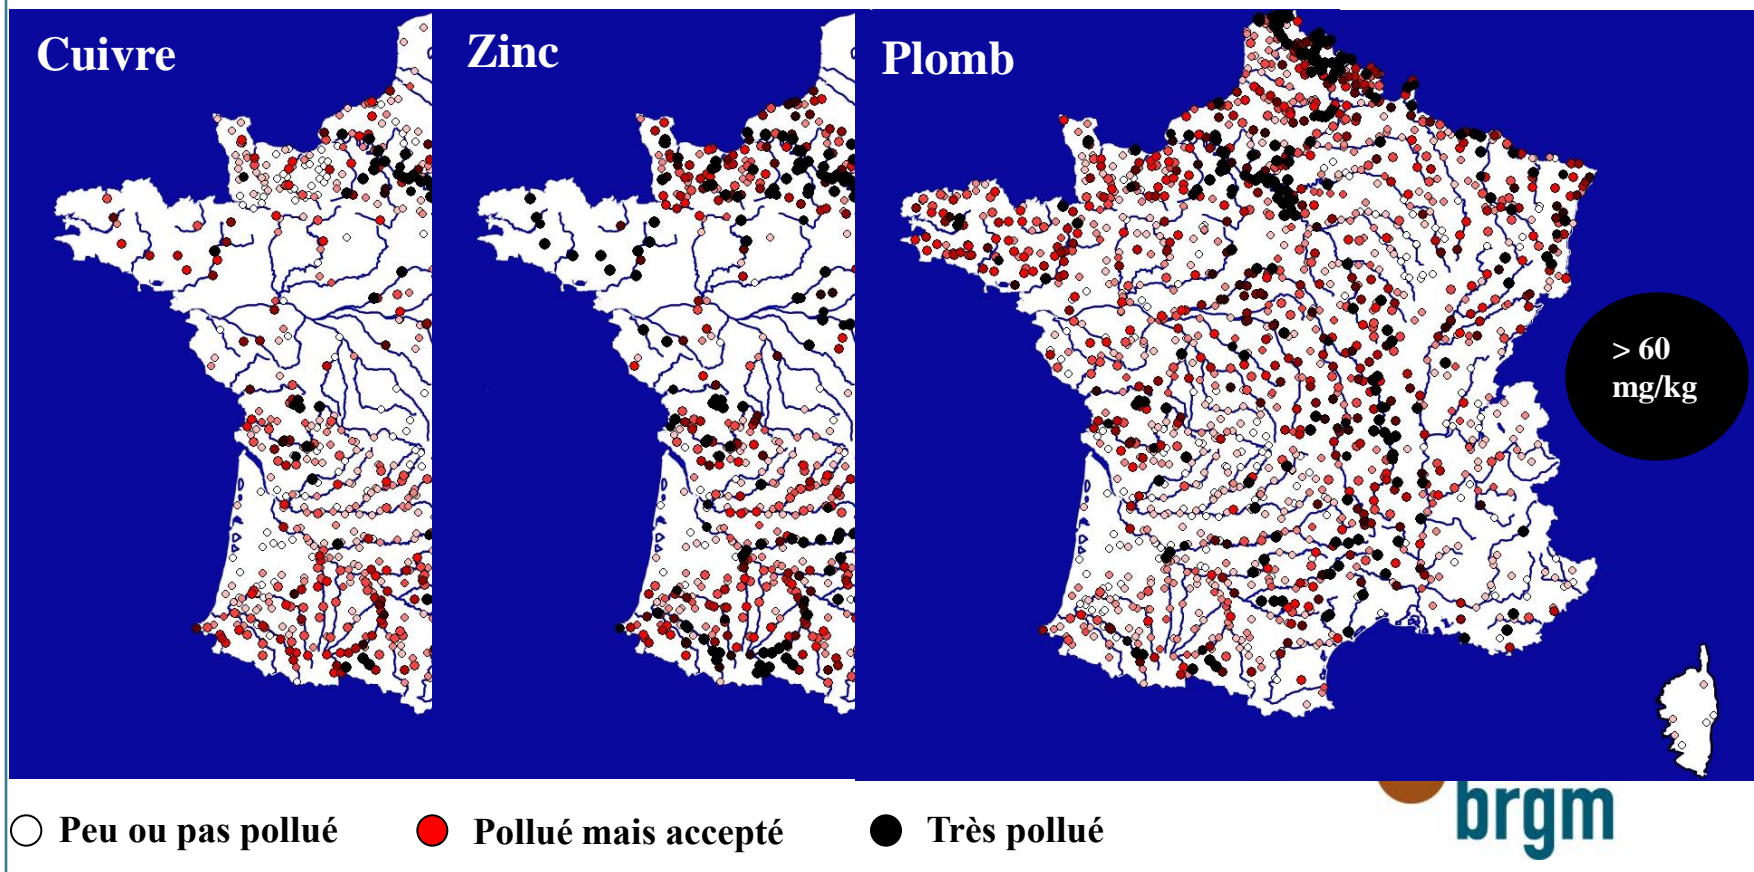 Cuivre
Zinc
Plomb
> 60
mg/kg
Peu ou pas pollué
Pollué mais accepté
Très pollué
brgm